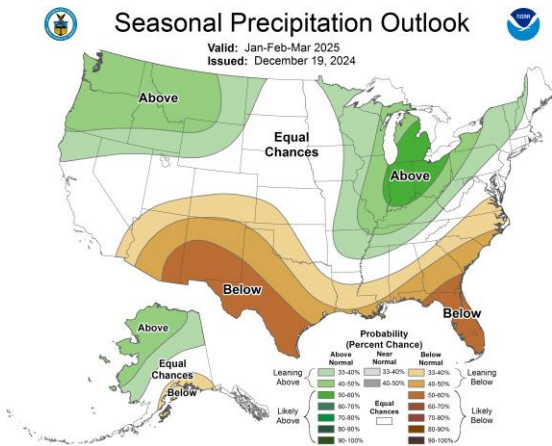 Seasonal Precipitation Outlook
NOAA
Valid: Jan-Feb-Mar 2025
Issued: December 19, 2024
Above
Equal
Chances
Above
Below
Below
Above
Equal
Chances
Below
Probability
(Percent Chance)
Above
Normal
Near
Normal
Below
Normal
Leaning
Above
33-40%
33-40%
33-40%
Leaning
Below
40-50%
40-50%
40-50%
Likely
Above
50-60%
Equal
Chances
50-60%
Likely
Below
60-70%
60-70%
70-80%
70-80%
80-90%
80-90%
90-100%
90-100%